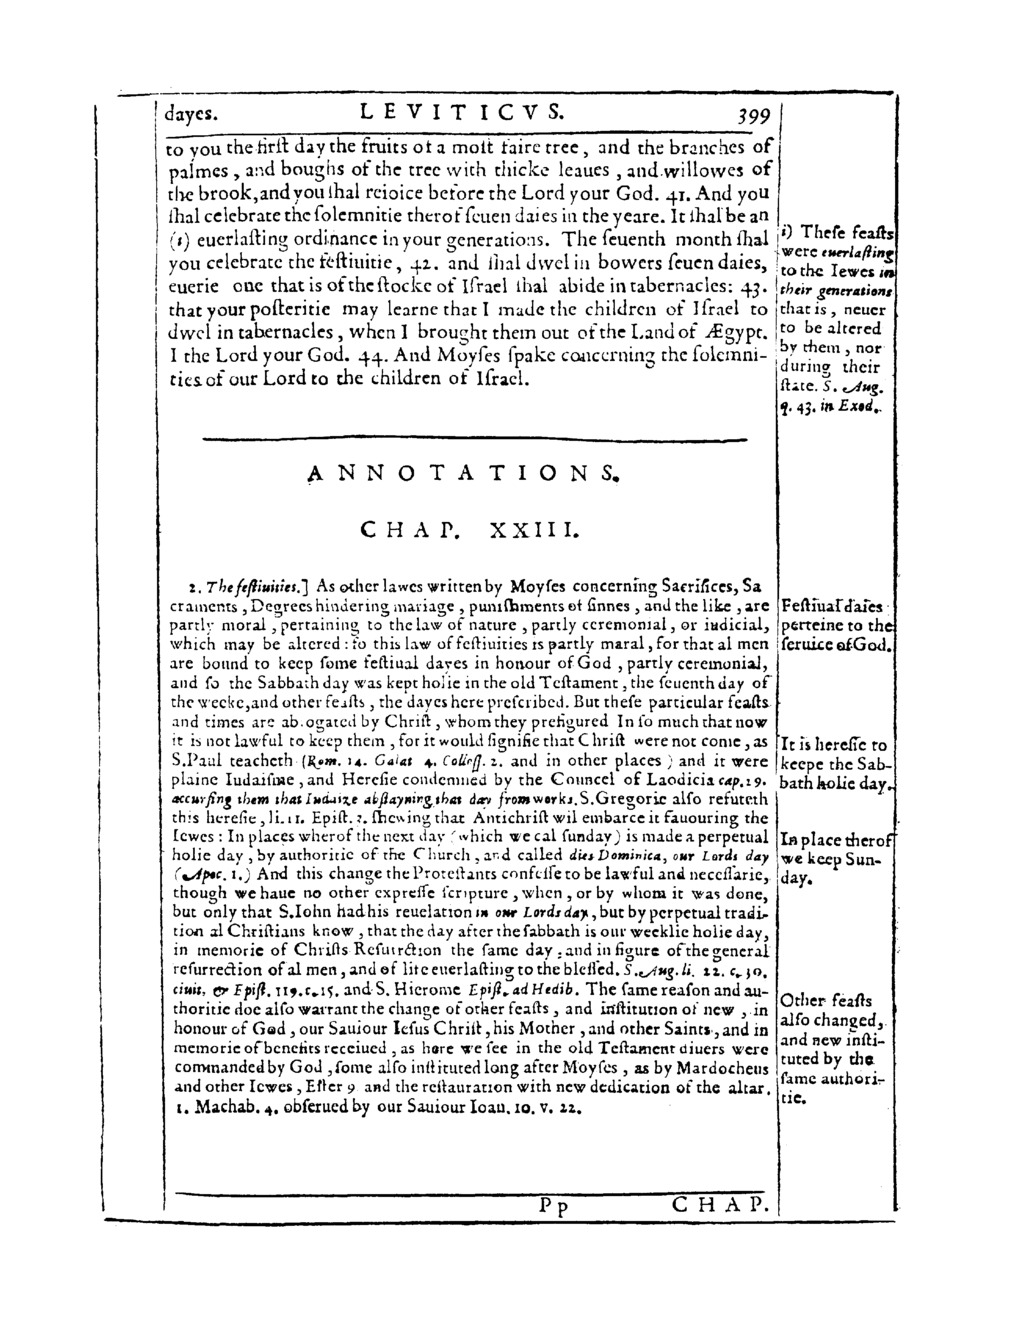 dayes. LEVITICVS. 399
to you the firſt day the fruits of a moſt faire tree, and the branches of
palmes, and boughs of the tree with thicke leaues, and willowes of
the brook, and you ſhal reioice before the Lord your God. 41. And you
ſhal celebrate the ſolemnitie therof ſeuen daies in the yeare. It ſhal be an
(i) euerlaſting ordinance in your generations. The ſeuenth month ſhal
you celebrate the feſtiuitie, 42. and ſhal dwel in bowers ſeuen daies,
euerie one that is of the ſtocke of Iſrael ſhal abide in tabernacles: 43.
that your poſteritie may learne that I made the children of Iſrael to
dwel in tabernacles, when I brought them out of the Land of Ægypt.
I the Lord your God. 44. And Moyſes ſpake concerning the ſolemni-
ties of our Lord to the children of Iſrael.
i) Theſe feaſts
were euerlaſting
to the Iewes in
their generations
that is, neuer
to be altered
by them, nor
during their
ſtate. S. Aug.
q. 43. in Exod.
ANNOTATIONS.
CHAP. XXIII.
2. The feſtiuities.] As other lawes written by Moyſes concerning Sacrifices, Sa
craments, Degrees hindering mariage, puniſhments of ſinnes, and the like, are
partly moral, pertaining to the law of nature, partly ceremonial, or iudicial,
which may be altered: ſo this law of feſtiuities is partly maral, for that al men
are bound to keep ſome feſtiual dayes in honour of God, partly ceremonial,
and ſo the Sabbath day was kept holie in the old Teſtament, the ſeuenth day of
the weeke, and other feaſts, the dayes here preſcribed. But theſe particular feaſts
and times are abrogated by Chriſt, whom they prefigured In ſo much that now
it is not lawful to keep them, for it would ſignifie that Chriſt were not come, as
S. Paul teacheth (Rom. 14. Galat 4. Coloſſ. 2. and in other places) and it were
plaine Iudaiſme, and Hereſie condemned by the Councel of Laodicia cap. 29.
accurſing them that Iudaize abſtayning that day from works. S. Gregorie alſo refuteth
this hereſie, li. 11. Epiſt. 3. ſhewing that Antichriſt wil embarce it fauouring the
Iewes: In places wherof the next day (which we cal ſunday) is made a perpetual
holie day, by authoritie of the Church, and called dies Dominica, our Lords day
(Apoc. 1.) And this change the Proteſtants confeſſe to be lawful and neceſſarie,
though we haue no other expreſſe ſcripture, when, or by whom it was done,
but only that S. Iohn had his reuelation in our Lords day, but by perpetual tradi-
tion al Chriſtians know, that the day after the ſabbath is our weeklie holie day,
in memorie of Chriſts Reſurrection the ſame day, and in figure of the general
reſurrection of al men, and of life euerlaſting to the bleſſed. S. Aug. li. 22. c. 30.
ciuit. & Epiſt. 119. c. 15. and S. Hierome Epiſt. ad Hedib. The ſame reaſon and au-
thoritie doe alſo warrant the change of other feaſts, and inſtitution of new, in
honour of God, our Sauiour Ieſus Chriſt, his Mother, and other Saints, and in
memorie of benefits receiued, as here we ſee in the old Teſtament diuers were
commanded by God, ſome alſo inſtituted long after Moyſes, as by Mardocheus
and other Iewes, Eſter 9 and the reſtauration with new dedication of the altar.
1. Machab. 4. obſerued by our Sauiour Ioan. 10. v. 22.
Feſtiual daies
perteine to the
ſeruice of God.
It is hereſie to
keepe the Sab-
bath holie day.
In place therof
we keep Sun-
day.
Other feaſts
alſo changed,
and new inſti-
tuted by the
ſame authori-
tie.
Pp CHAP.